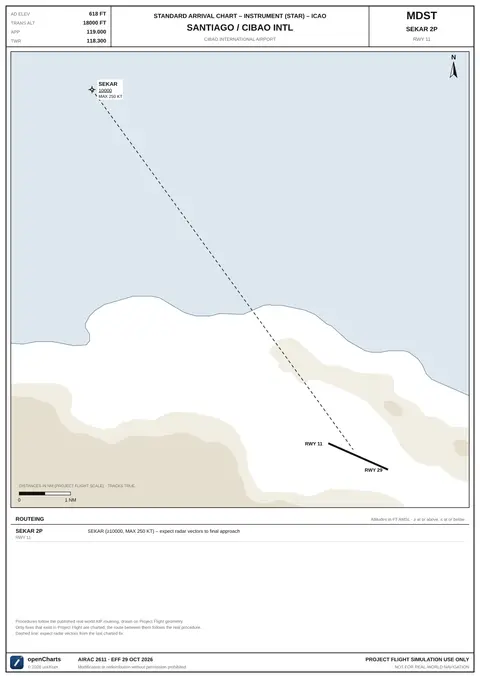 AD ELEV 618 FT
TRANS ALT 18000 FT
APP 119.000
TWR 118.300
STANDARD ARRIVAL CHART – INSTRUMENT (STAR) – ICAO
SANTIAGO / CIBAO INTL
CIBAO INTERNATIONAL AIRPORT
MDST
SEKAR 2P
RWY 11
N
SEKAR
10000
MAX 250 KT
RWY 11
RWY 29
DISTANCES IN NM (PROJECT FLIGHT SCALE) · TRACKS TRUE
0 1 NM
ROUTEING
Altitudes in FT AMSL · ≥ at or above, ≤ at or below
SEKAR 2P SEKAR (≥10000, MAX 250 KT) – expect radar vectors to final approach
RWY 11
Procedures follow the published real-world AIP routeing, drawn on Project Flight geometry.
Only fixes that exist in Project Flight are charted; the route between them follows the real procedure.
Dashed line: expect radar vectors from the last charted fix.
openCharts
AIRAC 2611 · EFF 29 OCT 2026
Modification or redistribution without permission prohibited.
PROJECT FLIGHT SIMULATION USE ONLY
NOT FOR REAL WORLD NAVIGATION